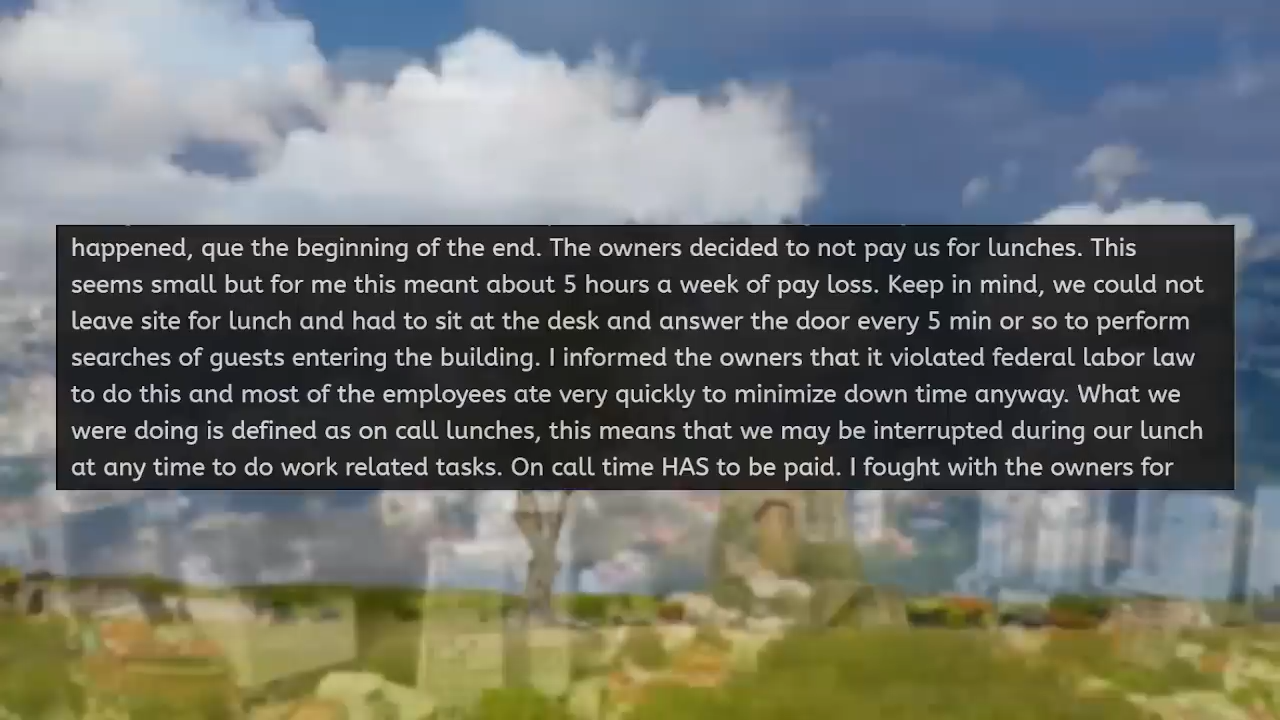 happened, que the beginning of the end. The owners decided to not pay us for lunches. This
seems small but for me this meant about 5 hours a week of pay loss. Keep in mind, we could not
leave site for lunch and had to sit at the desk and answer the door every 5 min or so to perform
searches of guests entering the building. I informed the owners that it violated federal labor law
to do this and most of the employees ate very quickly to minimize down time anyway. What we
were doing is defined as on call lunches, this means that we may be interrupted during our lunch
at any time to do work related tasks. On call time HAS to be paid. I fought with the owners for